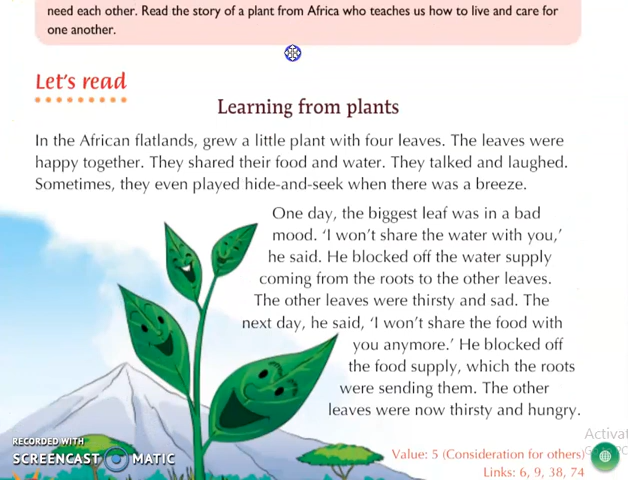 need each other. Read the story of a plant from Africa who teaches us how to live and care for
one another.
Let's read
Learning from plants
In the African flatlands, grew a little plant with four leaves. The leaves were
happy together. They shared their food and water. They talked and laughed.
Sometimes, they even played hide-and-seek when there was a breeze.
One day, the biggest leaf was in a bad
mood. ‘I won’t share the water with you,’
he said. He blocked off the water supply
coming from the roots to the other leaves.
The other leaves were thirsty and sad. The
next day, he said, ‘I won’t share the food with
you anymore.’ He blocked off
the food supply, which the roots
were sending them. The other
leaves were now thirsty and hungry.
RECORDED WITH
SCREENCAST MATIC
Value: 5 (Consideration for others)
Links: 6, 9, 38, 74